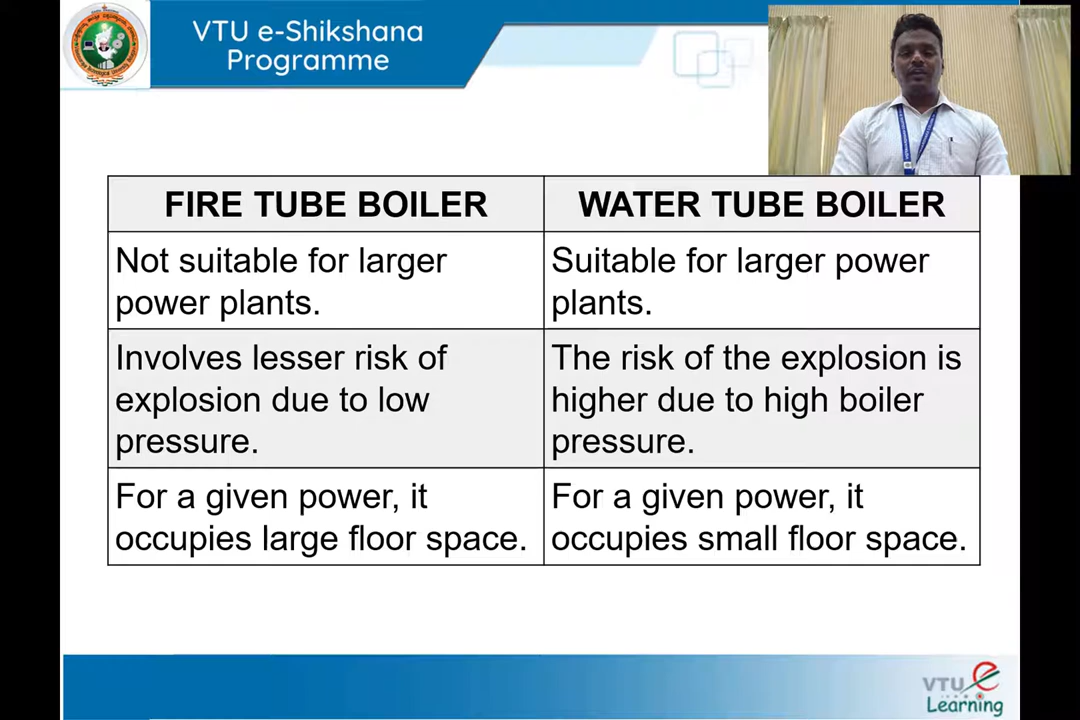 VTU e-Shikshana
Programme
FIRE TUBE BOILER
WATER TUBE BOILER
Not suitable for larger
power plants.
Suitable for larger power
plants.
Involves lesser risk of
explosion due to low
pressure.
The risk of the explosion is
higher due to high boiler
pressure.
For a given power, it
occupies large floor space.
For a given power, it
occupies small floor space.
VTU e
Learning